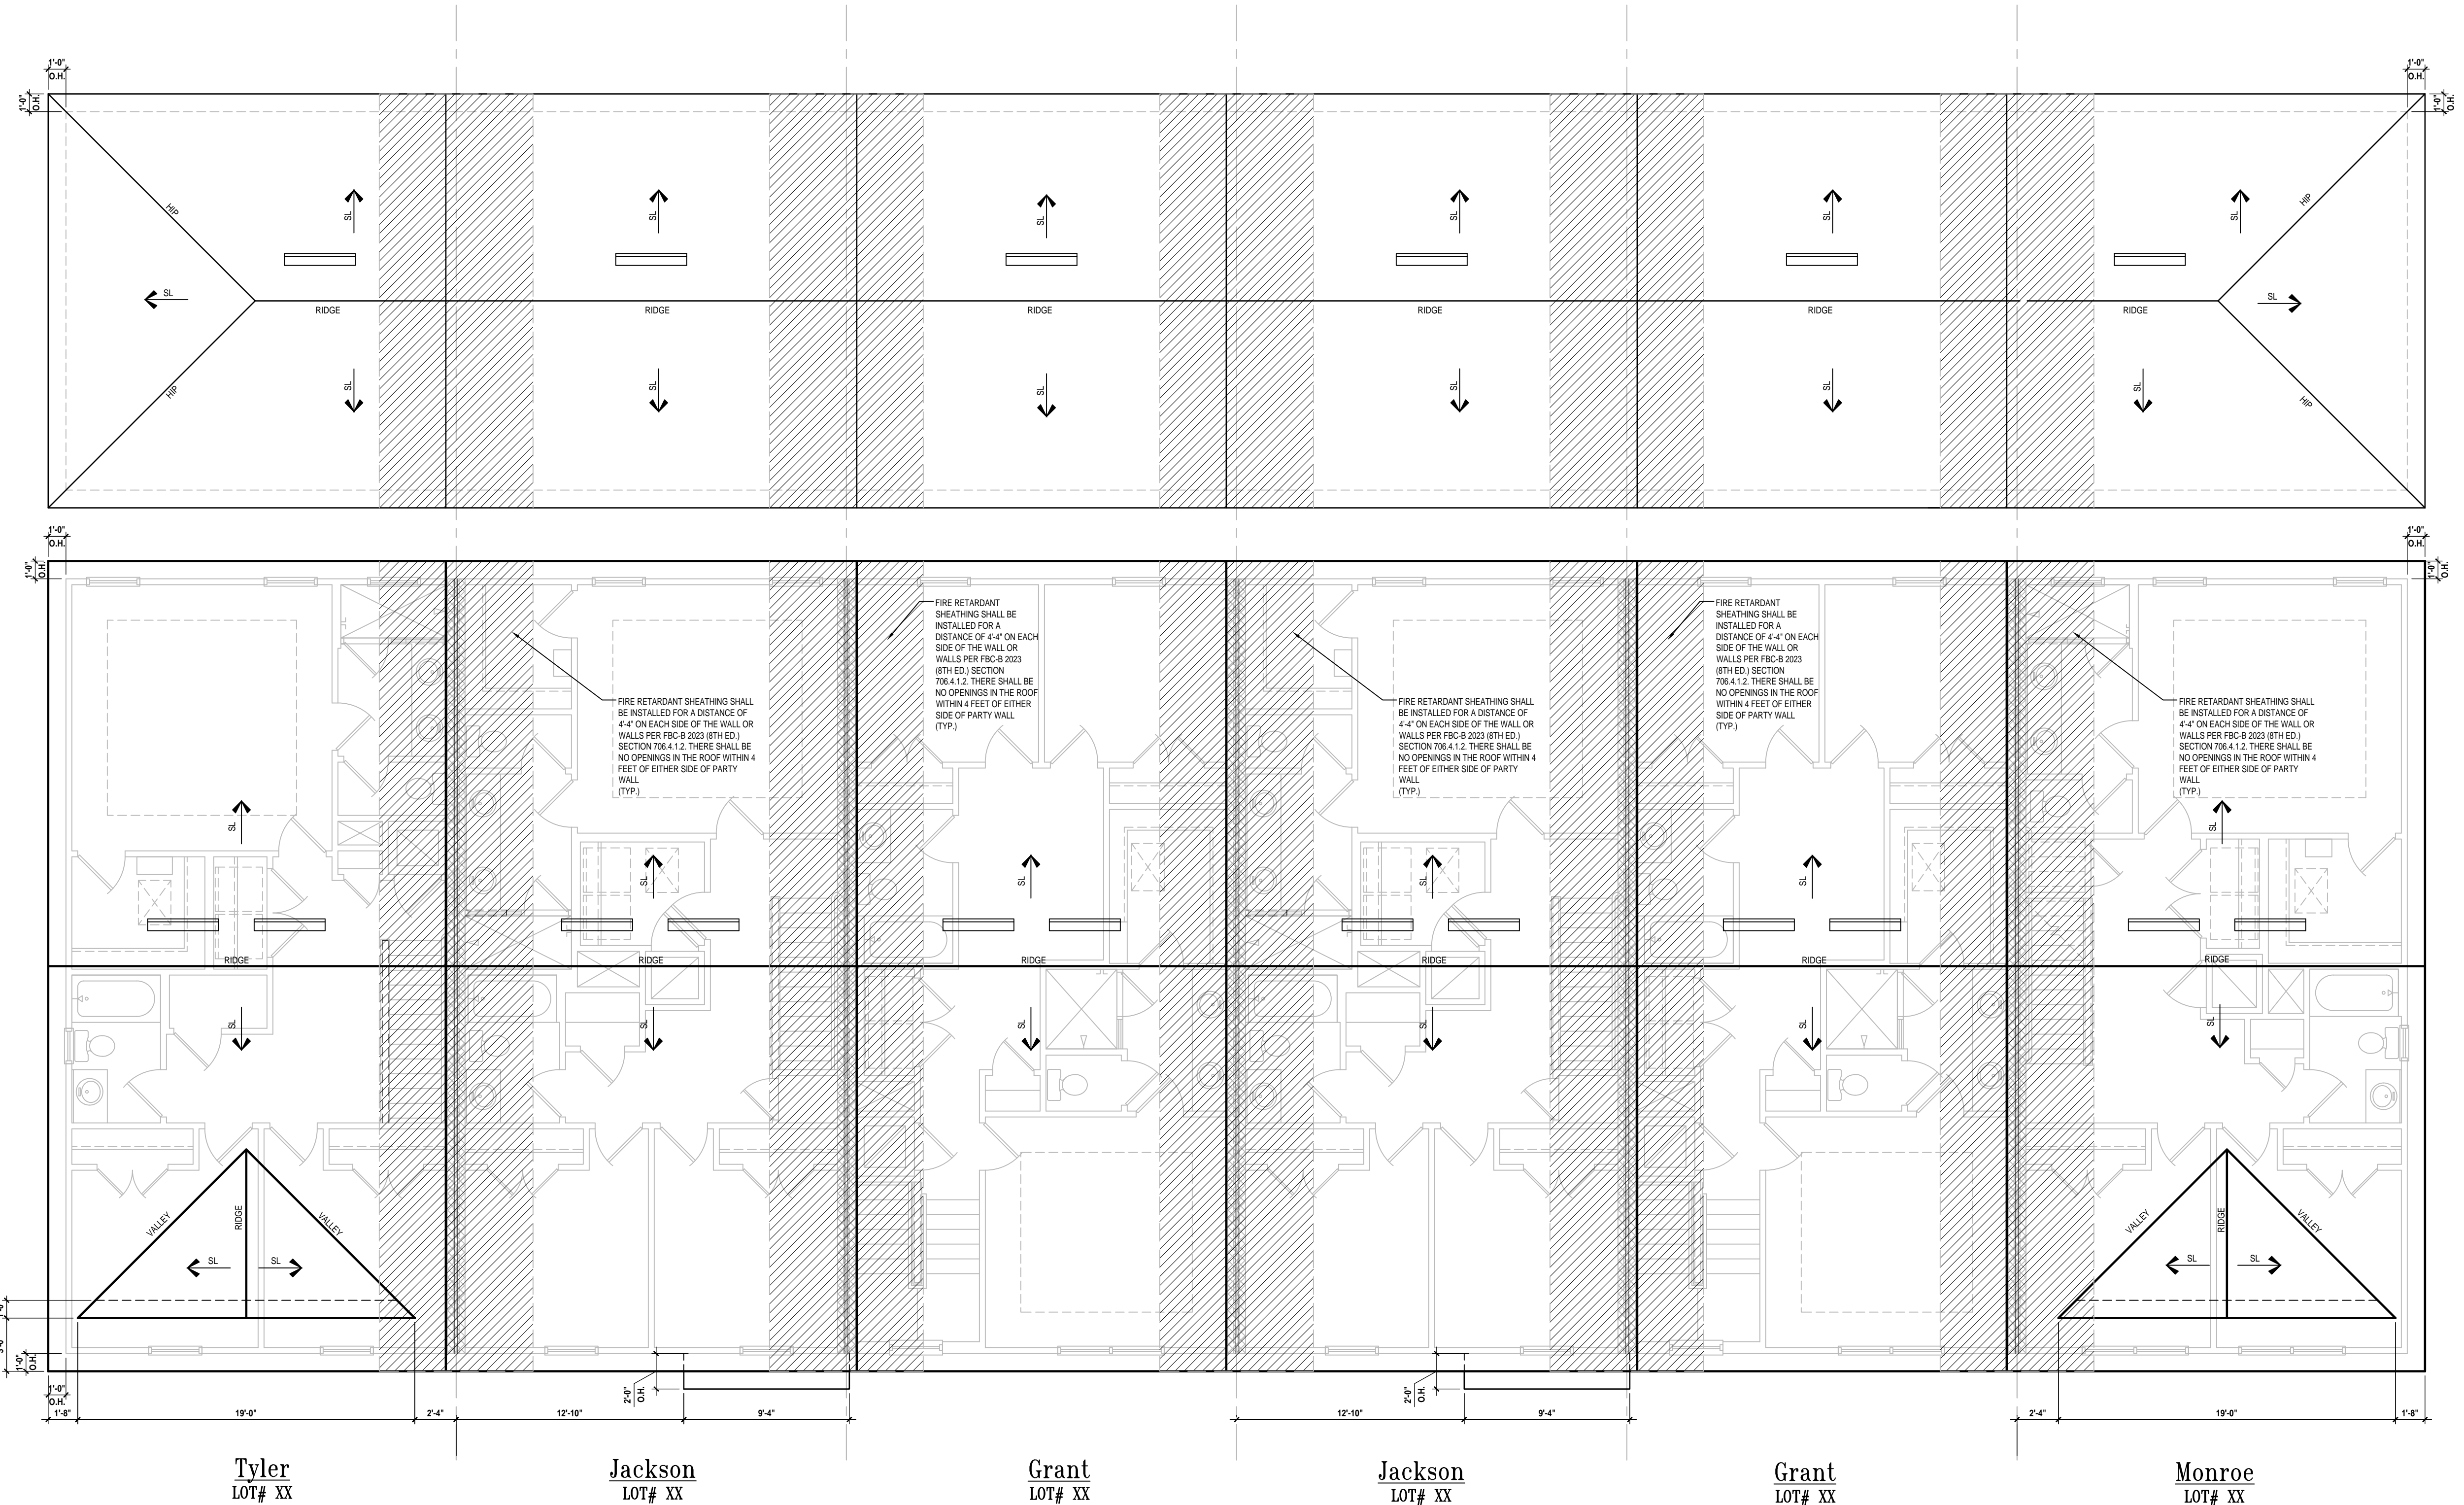 1'-0"
O.H.
1'-0"
O.H.
1'-0"
O.H.
1'-0"
O.H.
HIP
SL
SL
SL
SL
SL
SL
HIP
SL
SL
RIDGE
RIDGE
RIDGE
RIDGE
RIDGE
RIDGE
HIP
SL
SL
SL
SL
SL
SL
HIP
1'-0"
O.H.
1'-0"
O.H.
1'-0"
O.H.
1'-0"
O.H.
FIRE RETARDANT
SHEATHING SHALL BE
INSTALLED FOR A
DISTANCE OF 4'-4" ON EACH
SIDE OF THE WALL OR
WALLS PER FBC-B 2023
(8TH ED.) SECTION
706.4.1.2. THERE SHALL BE
NO OPENINGS IN THE ROOF
WITHIN 4 FEET OF EITHER
SIDE OF PARTY WALL
(TYP.)
FIRE RETARDANT
SHEATHING SHALL BE
INSTALLED FOR A
DISTANCE OF 4'-4" ON EACH
SIDE OF THE WALL OR
WALLS PER FBC-B 2023
(8TH ED.) SECTION
706.4.1.2. THERE SHALL BE
NO OPENINGS IN THE ROOF
WITHIN 4 FEET OF EITHER
SIDE OF PARTY WALL
(TYP.)
FIRE RETARDANT SHEATHING SHALL
BE INSTALLED FOR A DISTANCE OF
4'-4" ON EACH SIDE OF THE WALL OR
WALLS PER FBC-B 2023 (8TH ED.)
SECTION 706.4.1.2. THERE SHALL BE
NO OPENINGS IN THE ROOF WITHIN 4
FEET OF EITHER SIDE OF PARTY
WALL
(TYP.)
FIRE RETARDANT SHEATHING SHALL
BE INSTALLED FOR A DISTANCE OF
4'-4" ON EACH SIDE OF THE WALL OR
WALLS PER FBC-B 2023 (8TH ED.)
SECTION 706.4.1.2. THERE SHALL BE
NO OPENINGS IN THE ROOF WITHIN 4
FEET OF EITHER SIDE OF PARTY
WALL
(TYP.)
FIRE RETARDANT SHEATHING SHALL
BE INSTALLED FOR A DISTANCE OF
4'-4" ON EACH SIDE OF THE WALL OR
WALLS PER FBC-B 2023 (8TH ED.)
SECTION 706.4.1.2. THERE SHALL BE
NO OPENINGS IN THE ROOF WITHIN 4
FEET OF EITHER SIDE OF PARTY
WALL
(TYP.)
SL
SL
SL
SL
SL
SL
RIDGE
RIDGE
RIDGE
RIDGE
RIDGE
RIDGE
SL
SL
SL
SL
SL
SL
VALLEY
RIDGE
VALLEY
SL
SL
VALLEY
RIDGE
VALLEY
SL
SL
1'-0"
O.H.
1'-0"
O.H.
2'-0"
O.H.
2'-0"
O.H.
1'-8"
19'-0"
2'-4"
12'-10"
9'-4"
12'-10"
9'-4"
2'-4"
19'-0"
1'-8"
Tyler
LOT# XX
Jackson
LOT# XX
Grant
LOT# XX
Jackson
LOT# XX
Grant
LOT# XX
Monroe
LOT# XX